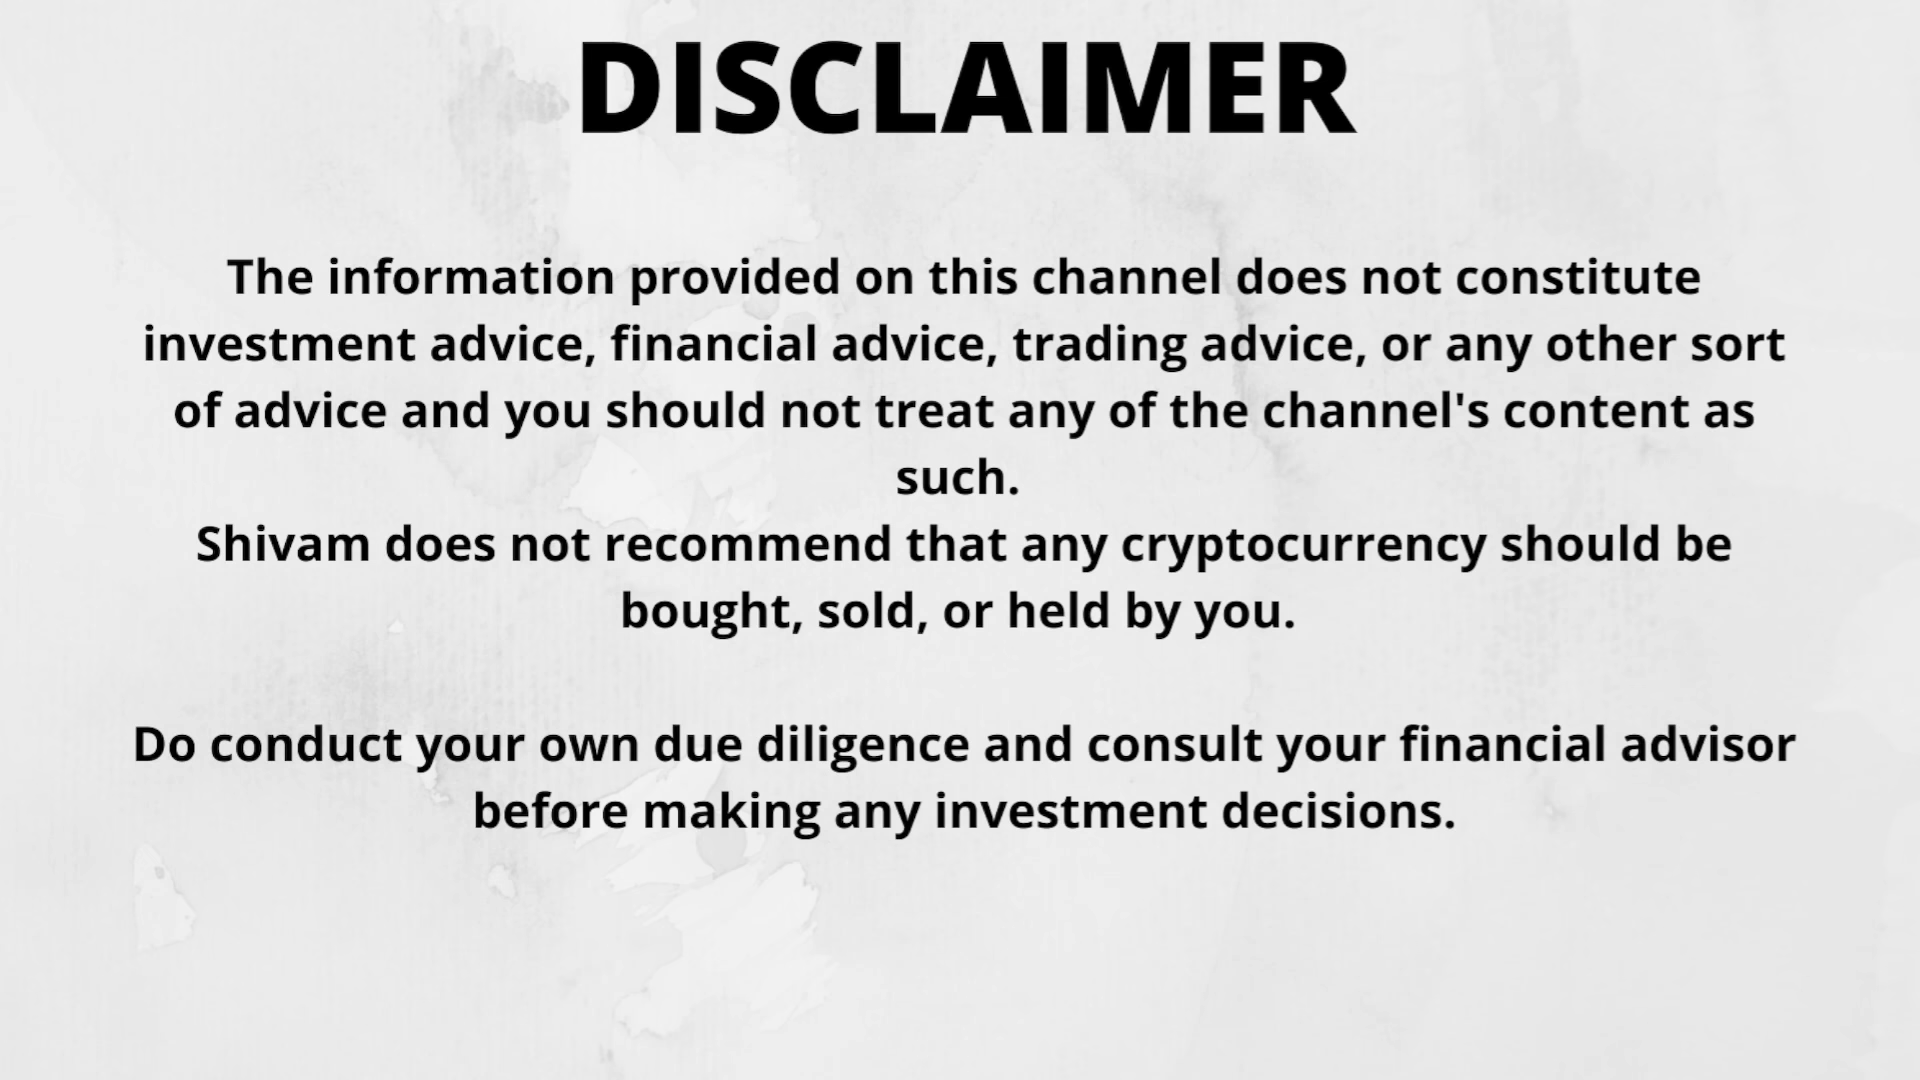 DISCLAIMER
The information provided on this channel does not constitute
investment advice, financial advice, trading advice, or any other sort
of advice and you should not treat any of the channel's content as
such.
Shivam does not recommend that any cryptocurrency should be
bought, sold, or held by you.
Do conduct your own due diligence and consult your financial advisor
before making any investment decisions.